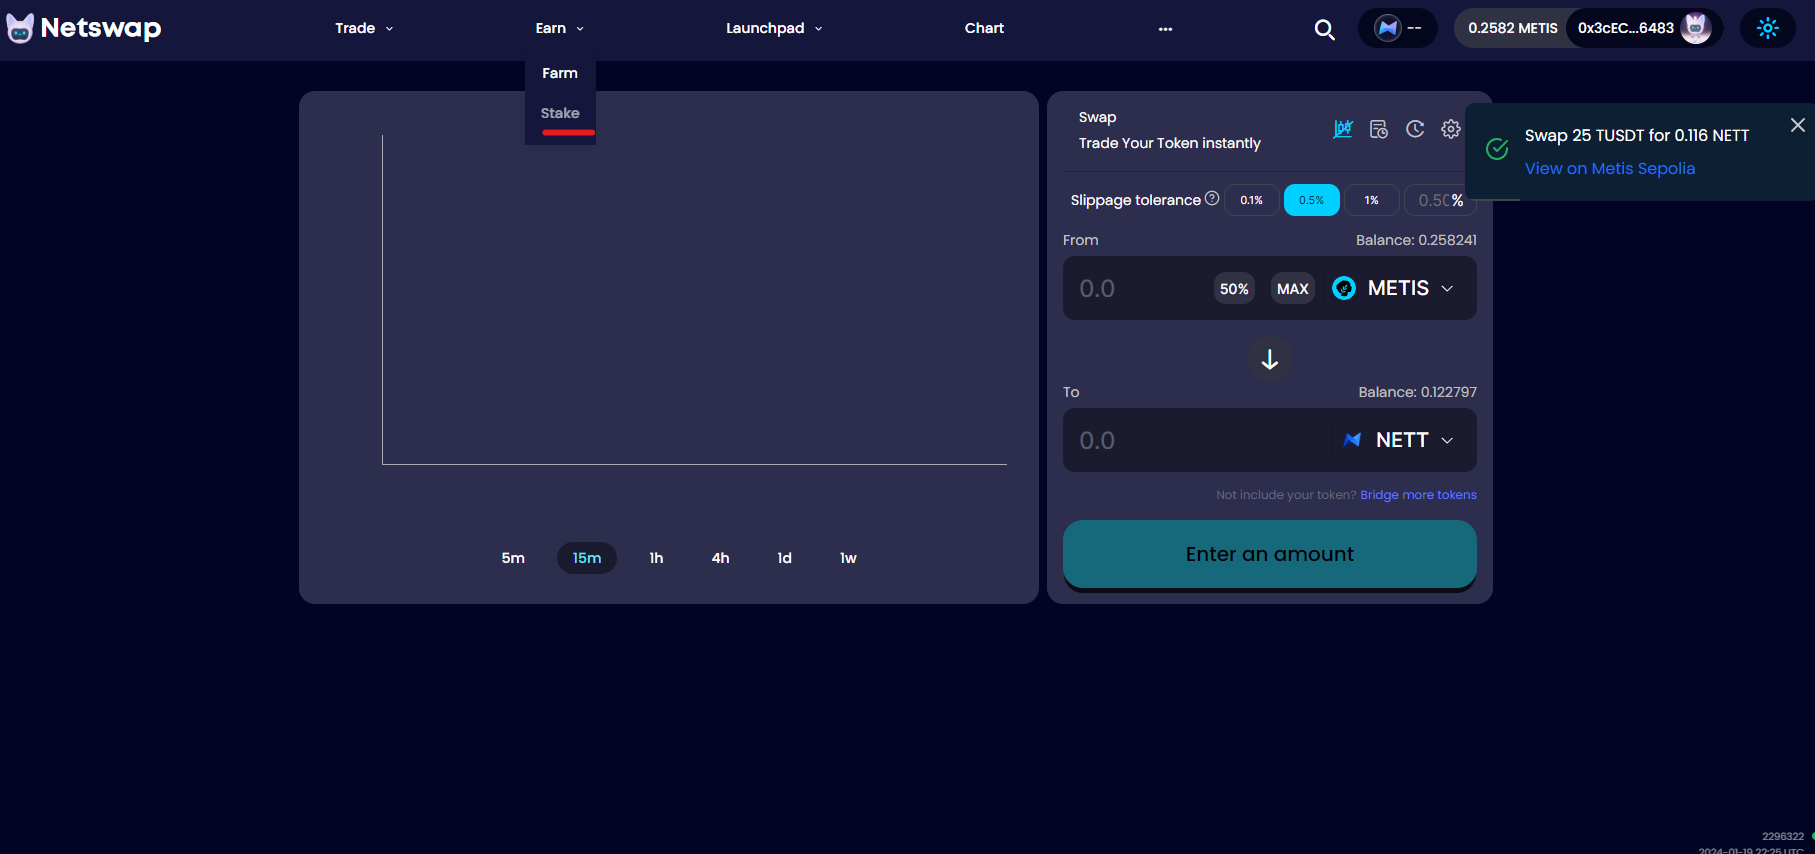 Netswap
Trade
Earn
Launchpad
Chart
...
--
0.2582 METIS
0x3cEC...6483
Farm
Stake
Swap
Trade Your Token instantly
Swap 25 TUSDT for 0.116 NETT
View on Metis Sepolia
Slippage tolerance
0.1%
0.5%
1%
0.50 %
From
Balance: 0.258241
0.0
50%
MAX
METIS
To
Balance: 0.122797
0.0
NETT
Not include your token? Bridge more tokens
Enter an amount
5m
15m
1h
4h
1d
1w
2296322
2024-01-19 22:25 UTC